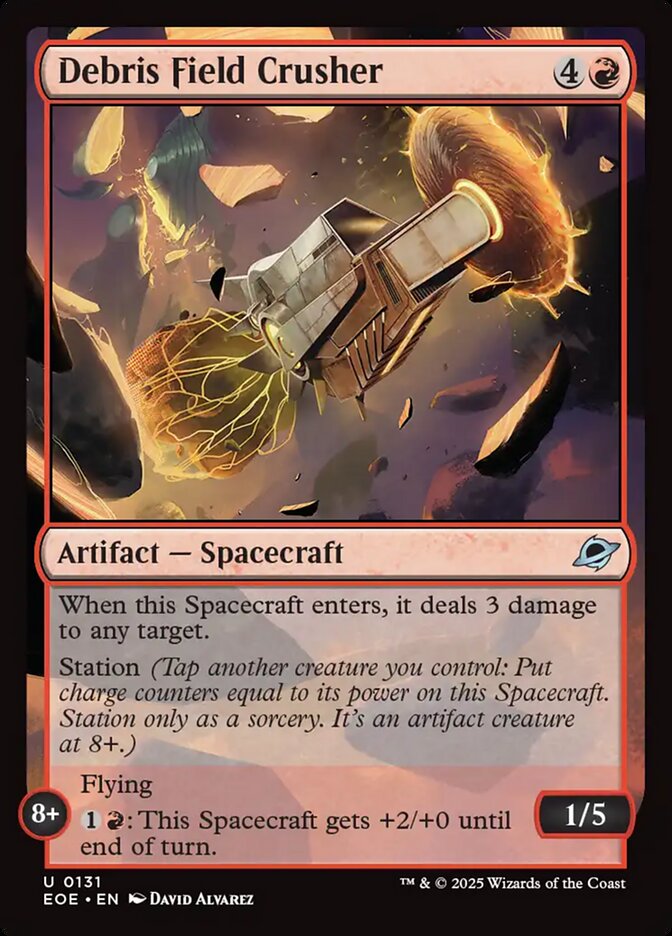 Debris Field Crusher 4
Artifact — Spacecraft
When this Spacecraft enters, it deals 3 damage
to any target.
Station (Tap another creature you control: Put
charge counters equal to its power on this Spacecraft.
Station only as a sorcery. It's an artifact creature
at 8+.)
Flying
8+
1 : This Spacecraft gets +2/+0 until
end of turn.
1/5
U 0131
EOE • EN DAVID ALVAREZ
™ & © 2025 Wizards of the Coast